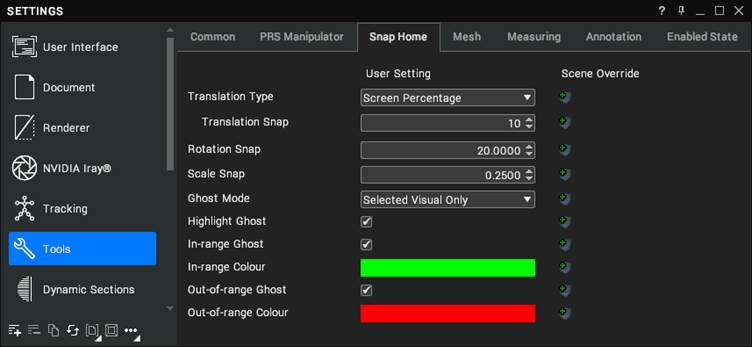 SETTINGS
?
User Interface
Document
Renderer
NVIDIA Iray®
Tracking
Tools
Dynamic Sections
Common PRS Manipulator Snap Home Mesh Measuring Annotation Enabled State
User Setting Scene Override
Translation Type Screen Percentage
Translation Snap 10
Rotation Snap 20.0000
Scale Snap 0.2500
Ghost Mode Selected Visual Only
Highlight Ghost
In-range Ghost
In-range Colour
Out-of-range Ghost
Out-of-range Colour